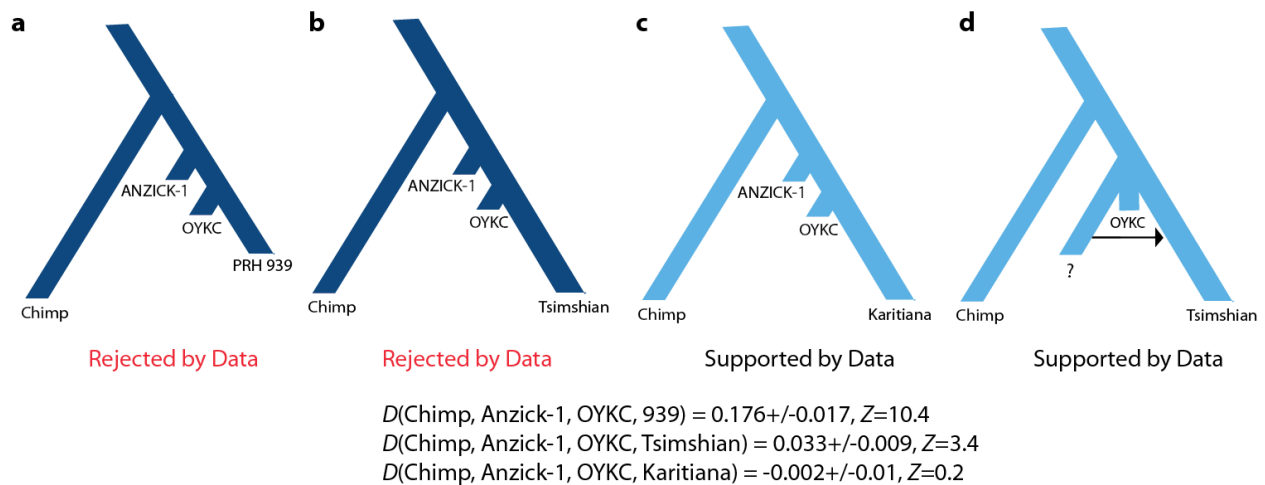 a
ANZICK-1
OYKC
PRH 939
Chimp
Rejected by Data
b
ANZICK-1
OYKC
Chimp
Tsimshian
Rejected by Data
c
ANZICK-1
OYKC
Chimp
Karitiana
Supported by Data
d
OYKC
?
Chimp
Tsimshian
Supported by Data
D(Chimp, Anzick-1, OYKC, 939) = 0.176+/-0.017, Z=10.4
D(Chimp, Anzick-1, OYKC, Tsimshian) = 0.033+/-0.009, Z=3.4
D(Chimp, Anzick-1, OYKC, Karitiana) = -0.002+/-0.01, Z=0.2